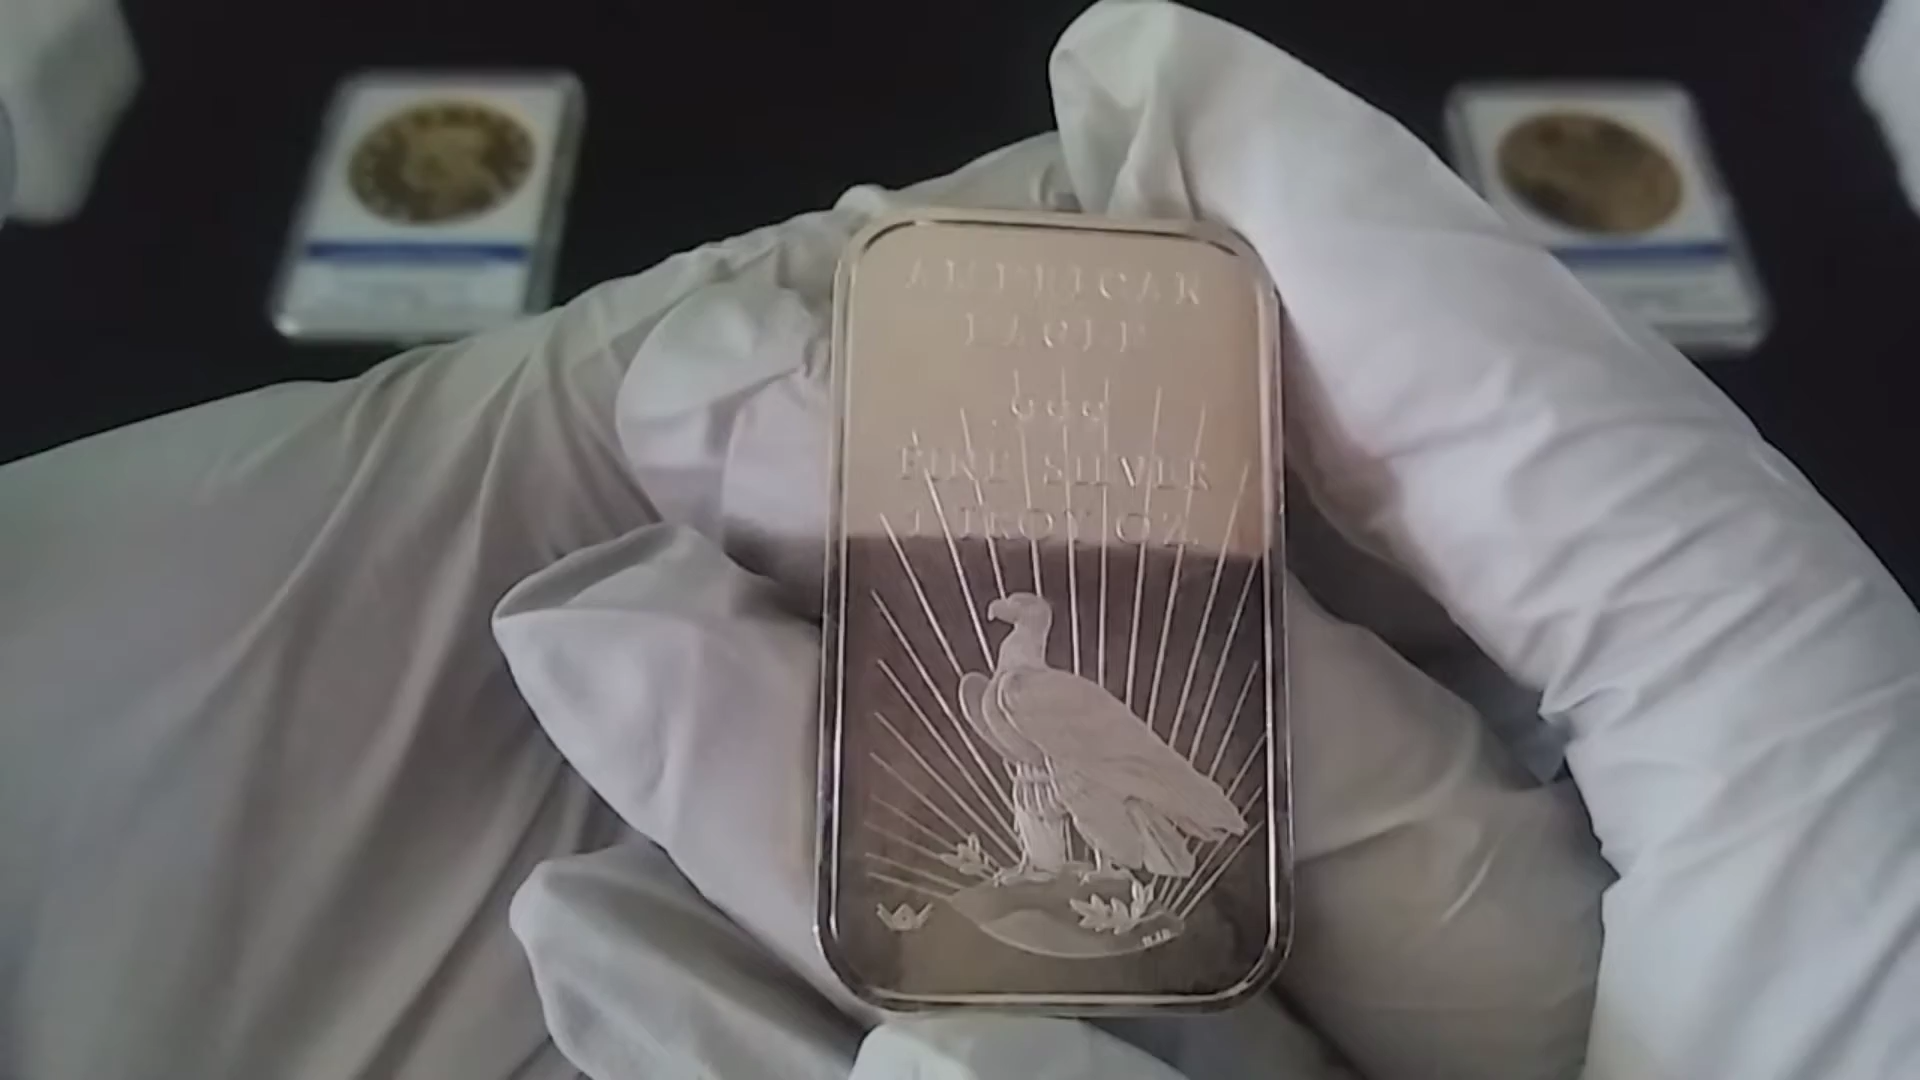 AMERICAN
EAGLE
.999
FINE SILVER
1 TROY OZ.